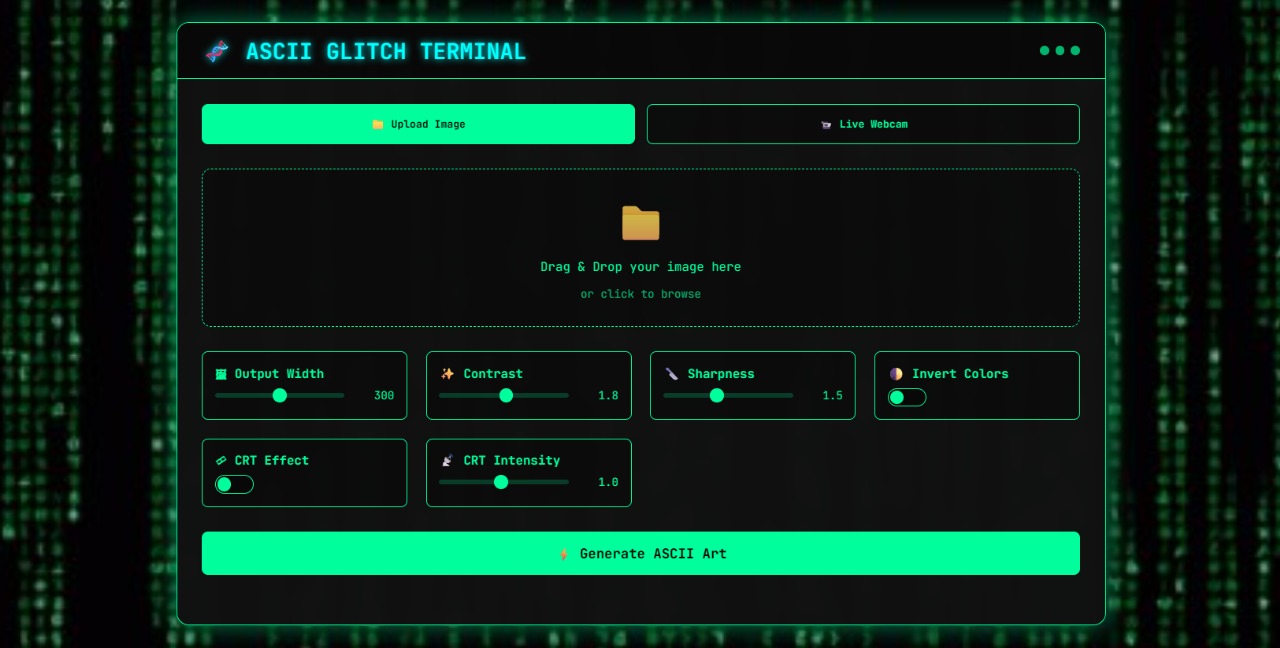 ASCII GLITCH TERMINAL
Upload Image
Live Webcam
Drag & Drop your image here
or click to browse
Output Width
300
Contrast
1.8
Sharpness
1.5
Invert Colors
CRT Effect
CRT Intensity
1.0
Generate ASCII Art